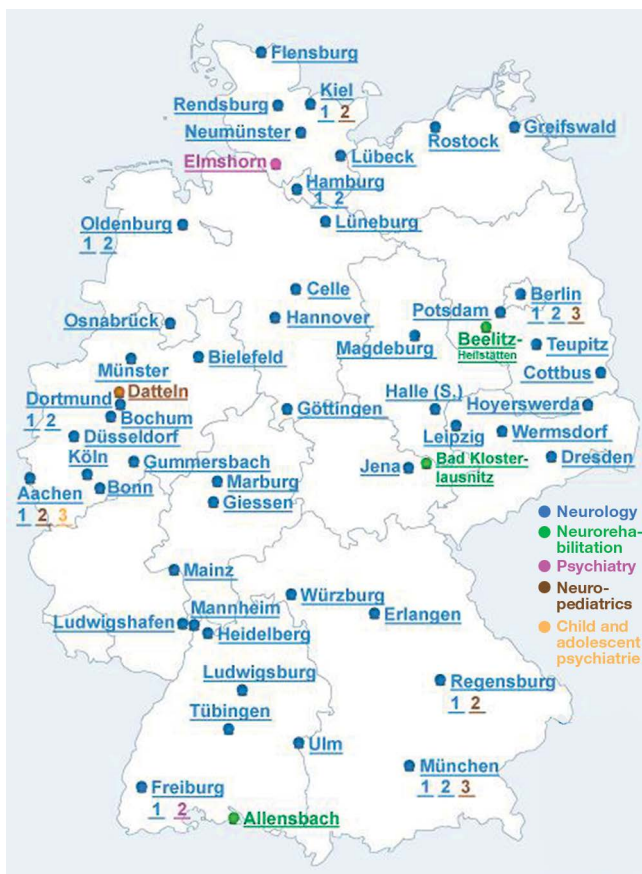 Flensburg
Kiel
1 2
Rendsburg
Neumünster
Rostock
Greifswald
Elmshorn
Lübeck
Hamburg
1 2
Oldenburg
1 2
Lüneburg
Celle
Berlin
1 2 3
Potsdam
Hannover
Osnabrück
Beelitz-
Heilstätten
Magdeburg
Teupitz
Münster
Bielefeld
Cottbus
Datteln
Dortmund
1 2
Halle (S.)
Hoyerswerda
Göttingen
Bochum
Düsseldorf
Leipzig
Wermsdorf
Köln
Gummersbach
Jena
Bad Kloster-
lausnitz
Dresden
Marburg
Aachen
1 2 3
Bonn
Giessen
Neurology
Neuroreha-
bilitation
Psychiatry
Neuro-
pediatrics
Child and
adolescent
psychiatrie
Mainz
Würzburg
Mannheim
Erlangen
Ludwigshafen
Heidelberg
Ludwigsburg
Regensburg
1 2
Tübingen
Ulm
München
1 2 3
Freiburg
1 2
Allensbach